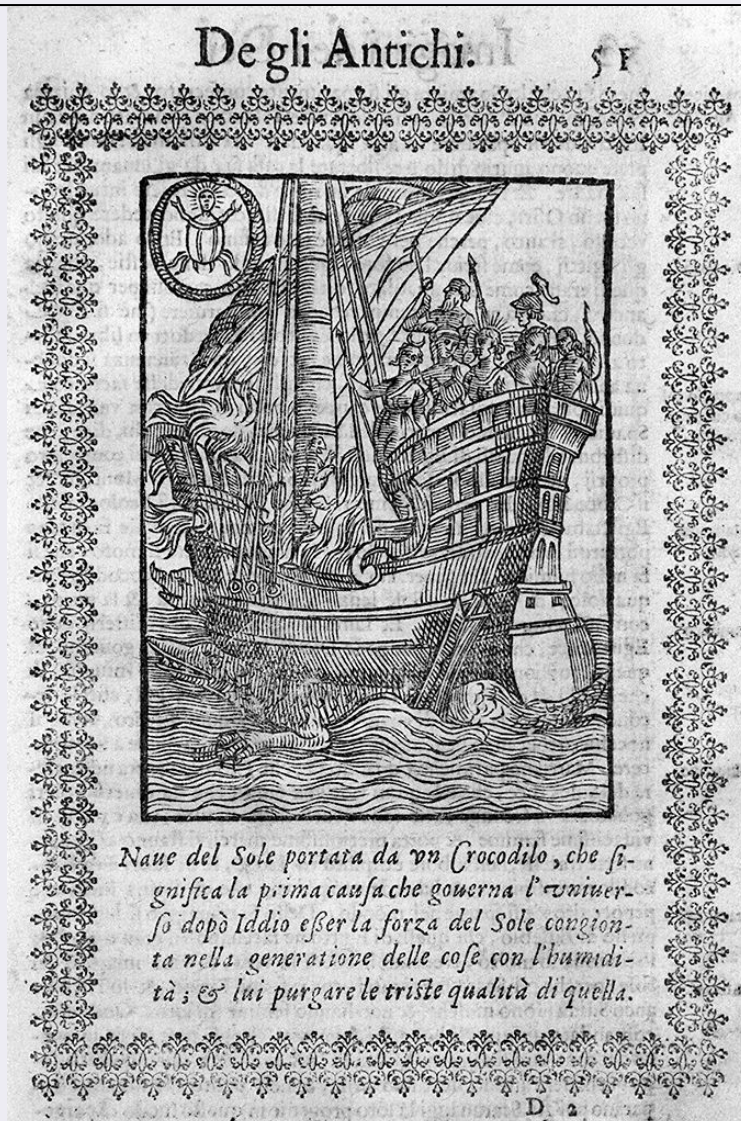 De gli Antichi. 51
Naue del Sole portata da vn Crocodilo, che ſi-
gnifica la prima cauſa che gouerna l' vniuer-
ſo dopò Iddio eſſer la forza del Sole congion-
ta nella generatione delle coſe con l'humidi-
tà; & lui purgare le triſte qualità di quella.
D 2